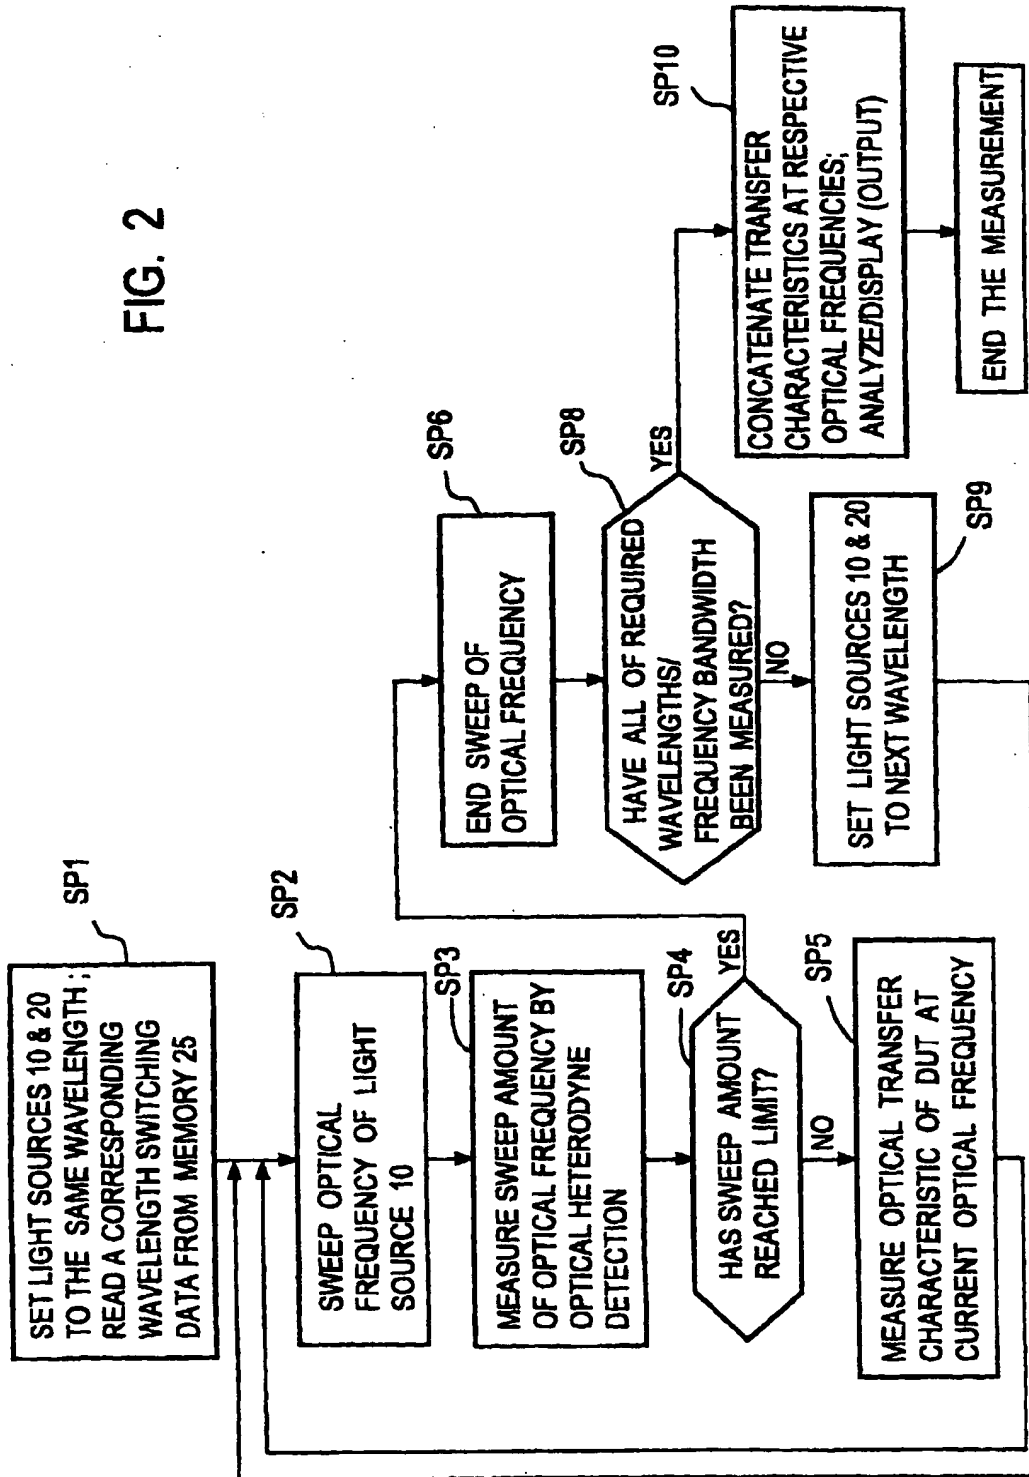 FIG. 2
SP1
SET LIGHT SOURCES 10 & 20
TO THE SAME WAVELENGTH ;
READ A CORRESPONDING
WAVELENGTH SWITCHING
DATA FROM MEMORY 25
SP2
SWEEP OPTICAL
FREQUENCY OF LIGHT
SOURCE 10
SP3
MEASURE SWEEP AMOUNT
OF OPTICAL FREQUENCY BY
OPTICAL HETERODYNE
DETECTION
SP4
HAS SWEEP AMOUNT
REACHED LIMIT?
YES
NO
SP5
MEASURE OPTICAL TRANSFER
CHARACTERISTIC OF DUT AT
CURRENT OPTICAL FREQUENCY
SP6
END SWEEP OF
OPTICAL FREQUENCY
SP8
HAVE ALL OF REQUIRED
WAVELENGTHS/
FREQUENCY BANDWIDTH
BEEN MEASURED?
YES
NO
SP9
SET LIGHT SOURCES 10 & 20
TO NEXT WAVELENGTH
SP10
CONCATENATE TRANSFER
CHARACTERISTICS AT RESPECTIVE
OPTICAL FREQUENCIES;
ANALYZE/DISPLAY (OUTPUT)
END THE MEASUREMENT